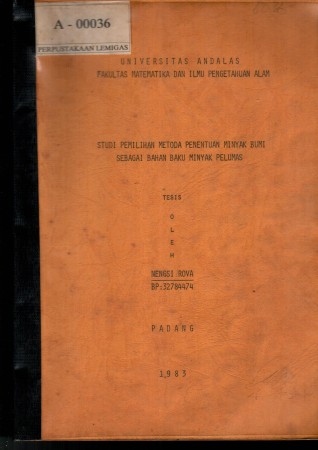 A - 00036
PERPUSTAKAAN LEMIGAS
UNIVERSITAS ANDALAS
FAKULTAS MATEMATIKA DAN ILMU PENGETAHUAN ALAM
STUDI PEMILIHAN METODA PENENTUAN MINYAK BUMI
SEBAGAI BAHAN BAKU MINYAK PELUMAS
TESIS
O
L
E
H
NENGSI ROVA
BP:32784474
PADANG
1983